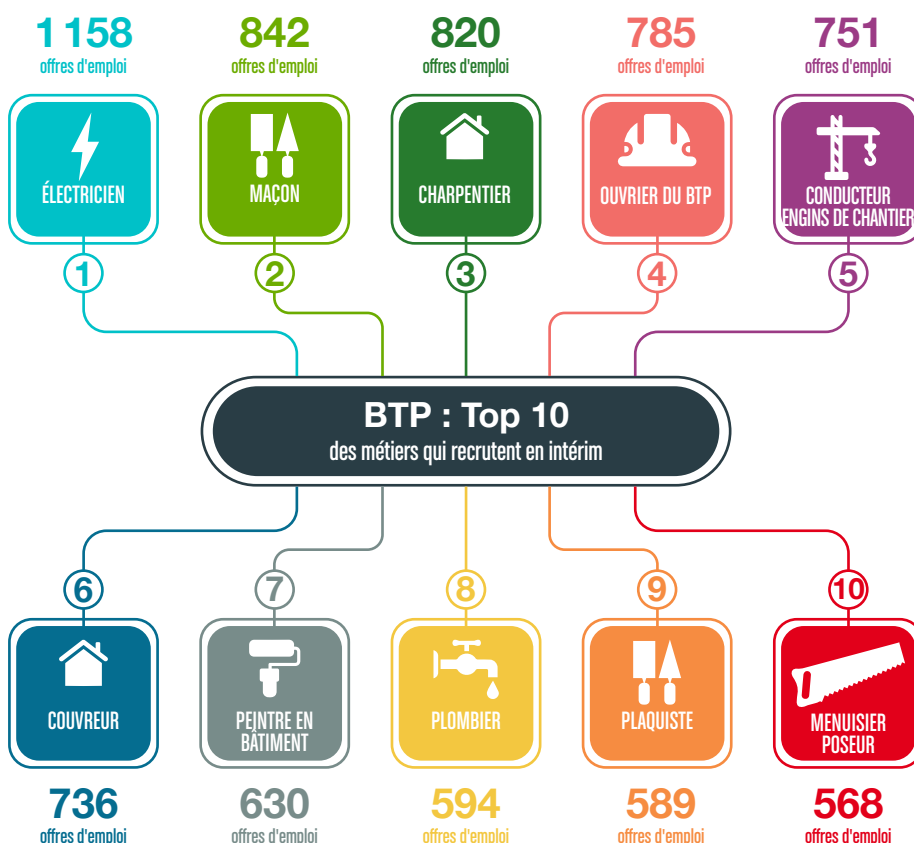 1 158
offres d'emploi
842
offres d'emploi
820
offres d'emploi
785
offres d'emploi
751
offres d'emploi
ÉLECTRICIEN
MAÇON
CHARPENTIER
OUVRIER DU BTP
CONDUCTEUR
ENGINS DE CHANTIER
1
2
3
4
5
BTP : Top 10
des métiers qui recrutent en intérim
6
7
8
9
10
COUVREUR
PEINTRE EN
BÂTIMENT
PLOMBIER
PLAQUISTE
MENUISIER
POSEUR
736
offres d'emploi
630
offres d'emploi
594
offres d'emploi
589
offres d'emploi
568
offres d'emploi